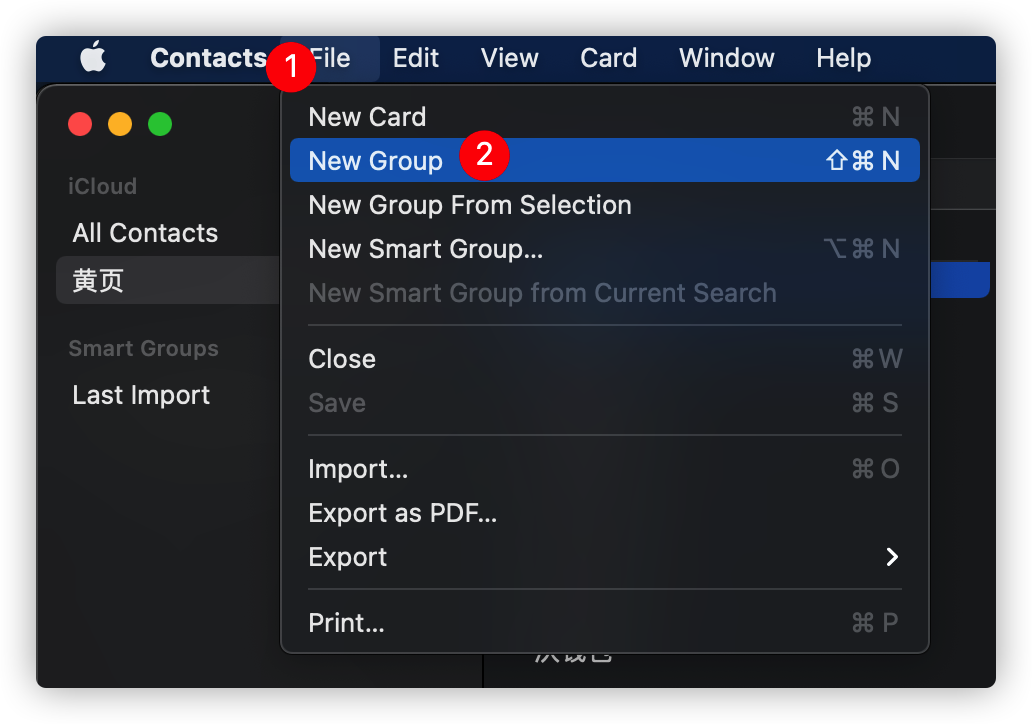 Contacts File Edit View Card Window Help
1
New Card ⌘ N
New Group 2 ⇧⌘ N
iCloud
New Group From Selection
All Contacts
New Smart Group... ⌥⌘ N
黄页
New Smart Group from Current Search
Smart Groups
Close ⌘ W
Last Import
Save ⌘ S
Import... ⌘ O
Export as PDF...
Export
Print... ⌘ P